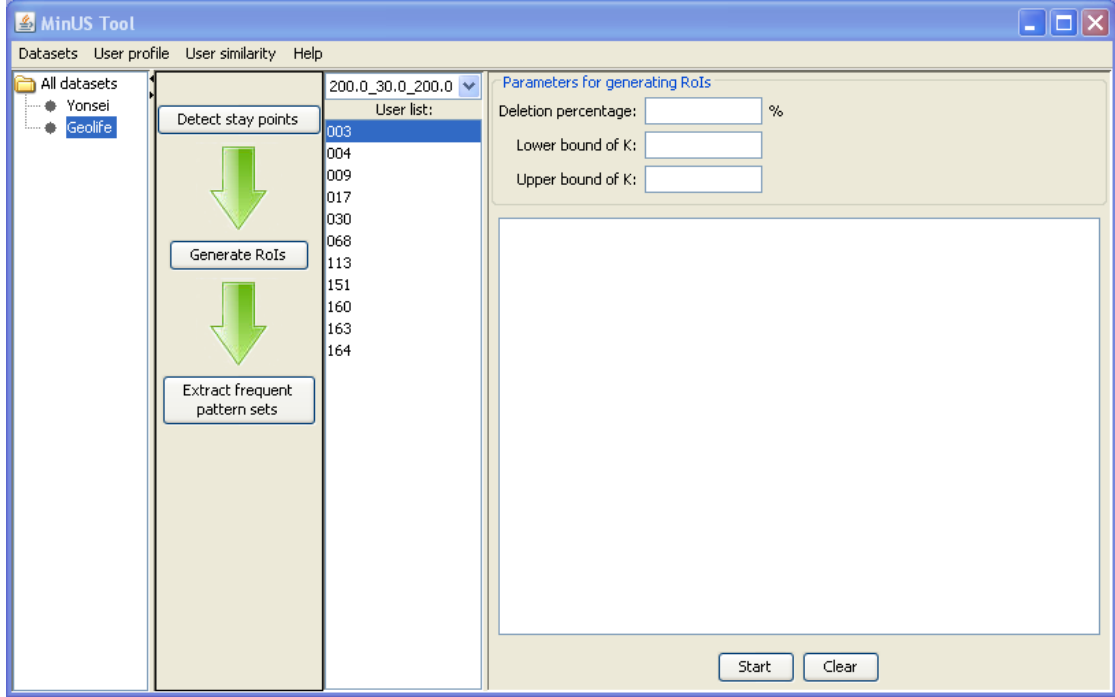 MinUS Tool
Datasets User profile User similarity Help
All datasets
Yonsei
Geolife
Detect stay points
Generate RoIs
Extract frequent
pattern sets
200.0_30.0_200.0
User list:
003
004
009
017
030
068
113
151
160
163
164
Parameters for generating RoIs
Deletion percentage: %
Lower bound of K:
Upper bound of K:
Start Clear